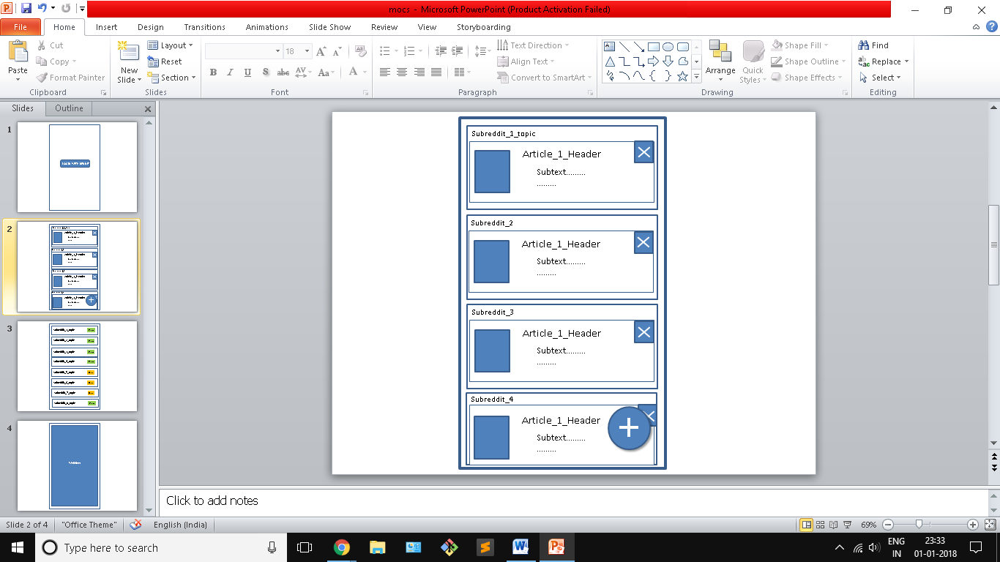 mocs - Microsoft PowerPoint (Product Activation Failed)
File Home Insert Design Transitions Animations Slide Show Review View Storyboarding
Paste
Cut
Copy
Format Painter
Clipboard
New Slide
Layout
Reset
Section
Slides
18
B I U S abc AV Aa A
Font
Text Direction
Align Text
Convert to SmartArt
Paragraph
Arrange
Quick Styles
Shape Fill
Shape Outline
Shape Effects
Drawing
Find
Replace
Select
Editing
Slides Outline
1
2
3
4
Subreddit_1_topic
Article_1_Header
Subtext.........
.........
Subreddit_2
Article_1_Header
Subtext.........
.........
Subreddit_3
Article_1_Header
Subtext.........
.........
Subreddit_4
Article_1_Header
Subtext.........
.........
Click to add notes
Slide 2 of 4 "Office Theme" English (India) 69%
Type here to search
ENG IN
23:33
01-01-2018